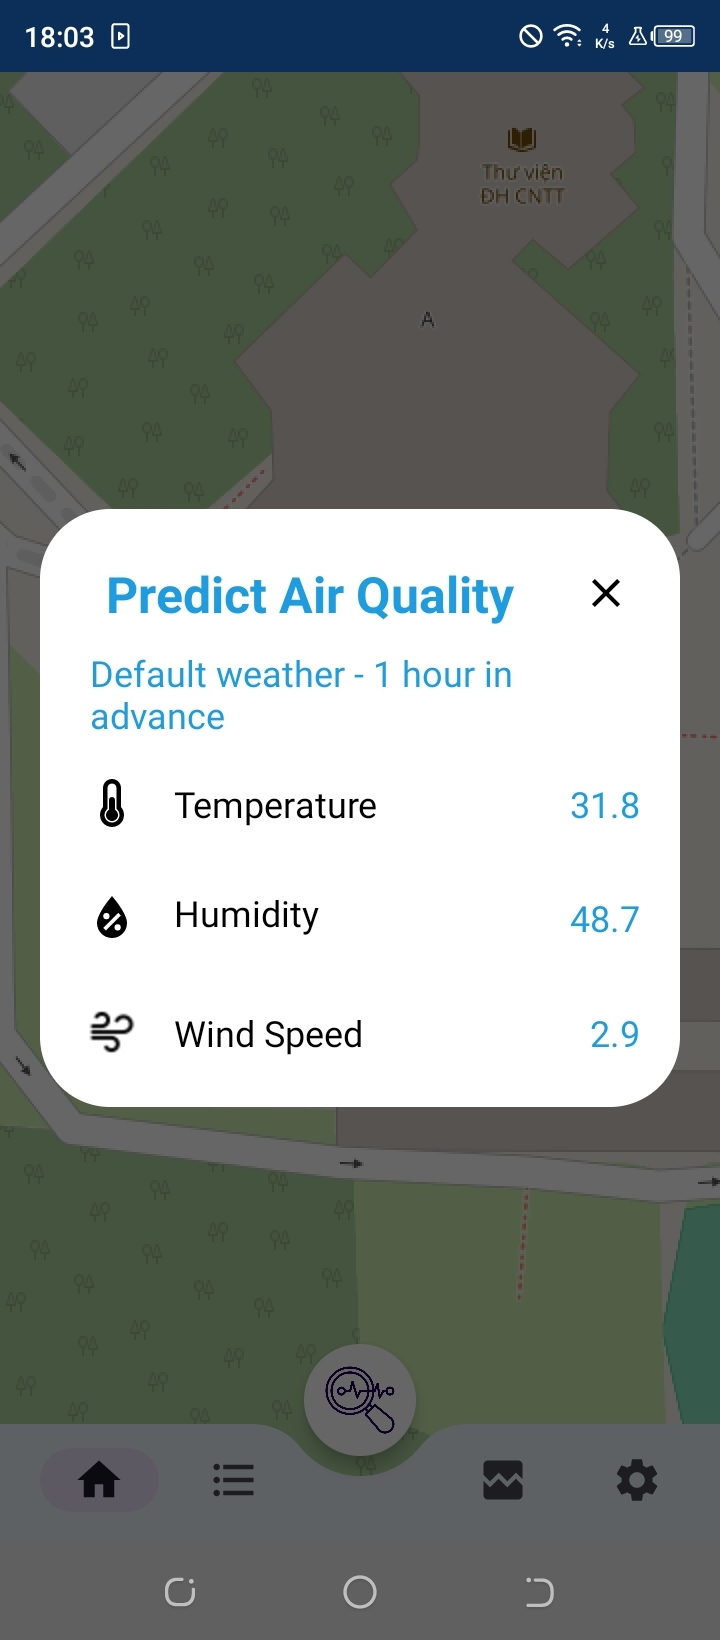 18:03
4
K/s
99
Thư viện
ĐH CNTT
A
Predict Air Quality
Default weather - 1 hour in
advance
Temperature 31.8
Humidity 48.7
Wind Speed 2.9